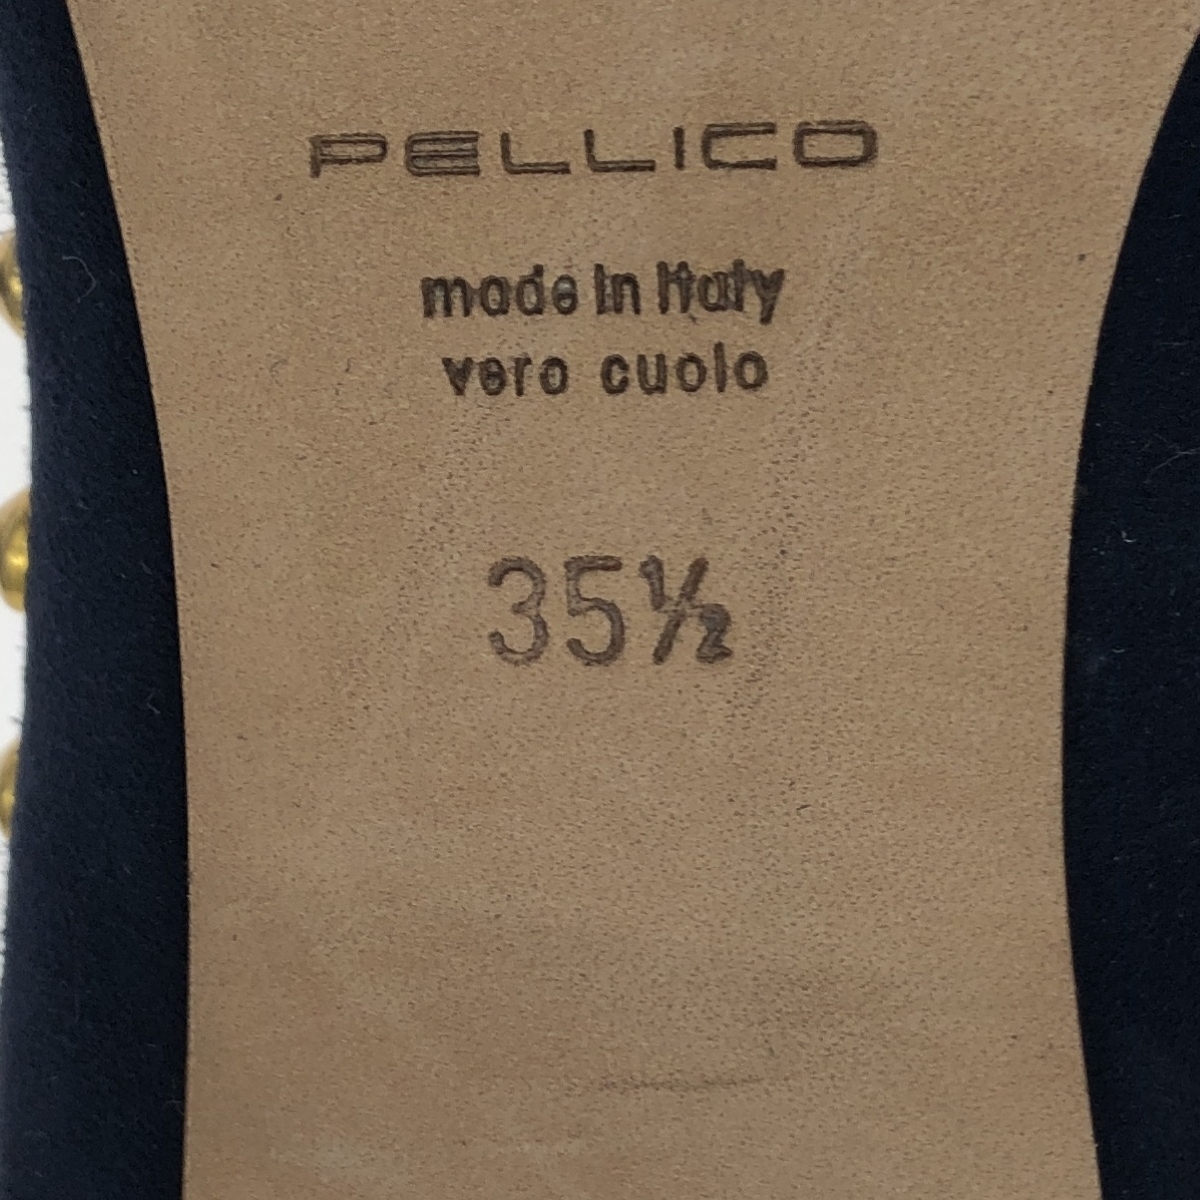 PELLICO
made in Italy
vero cuoio
35½